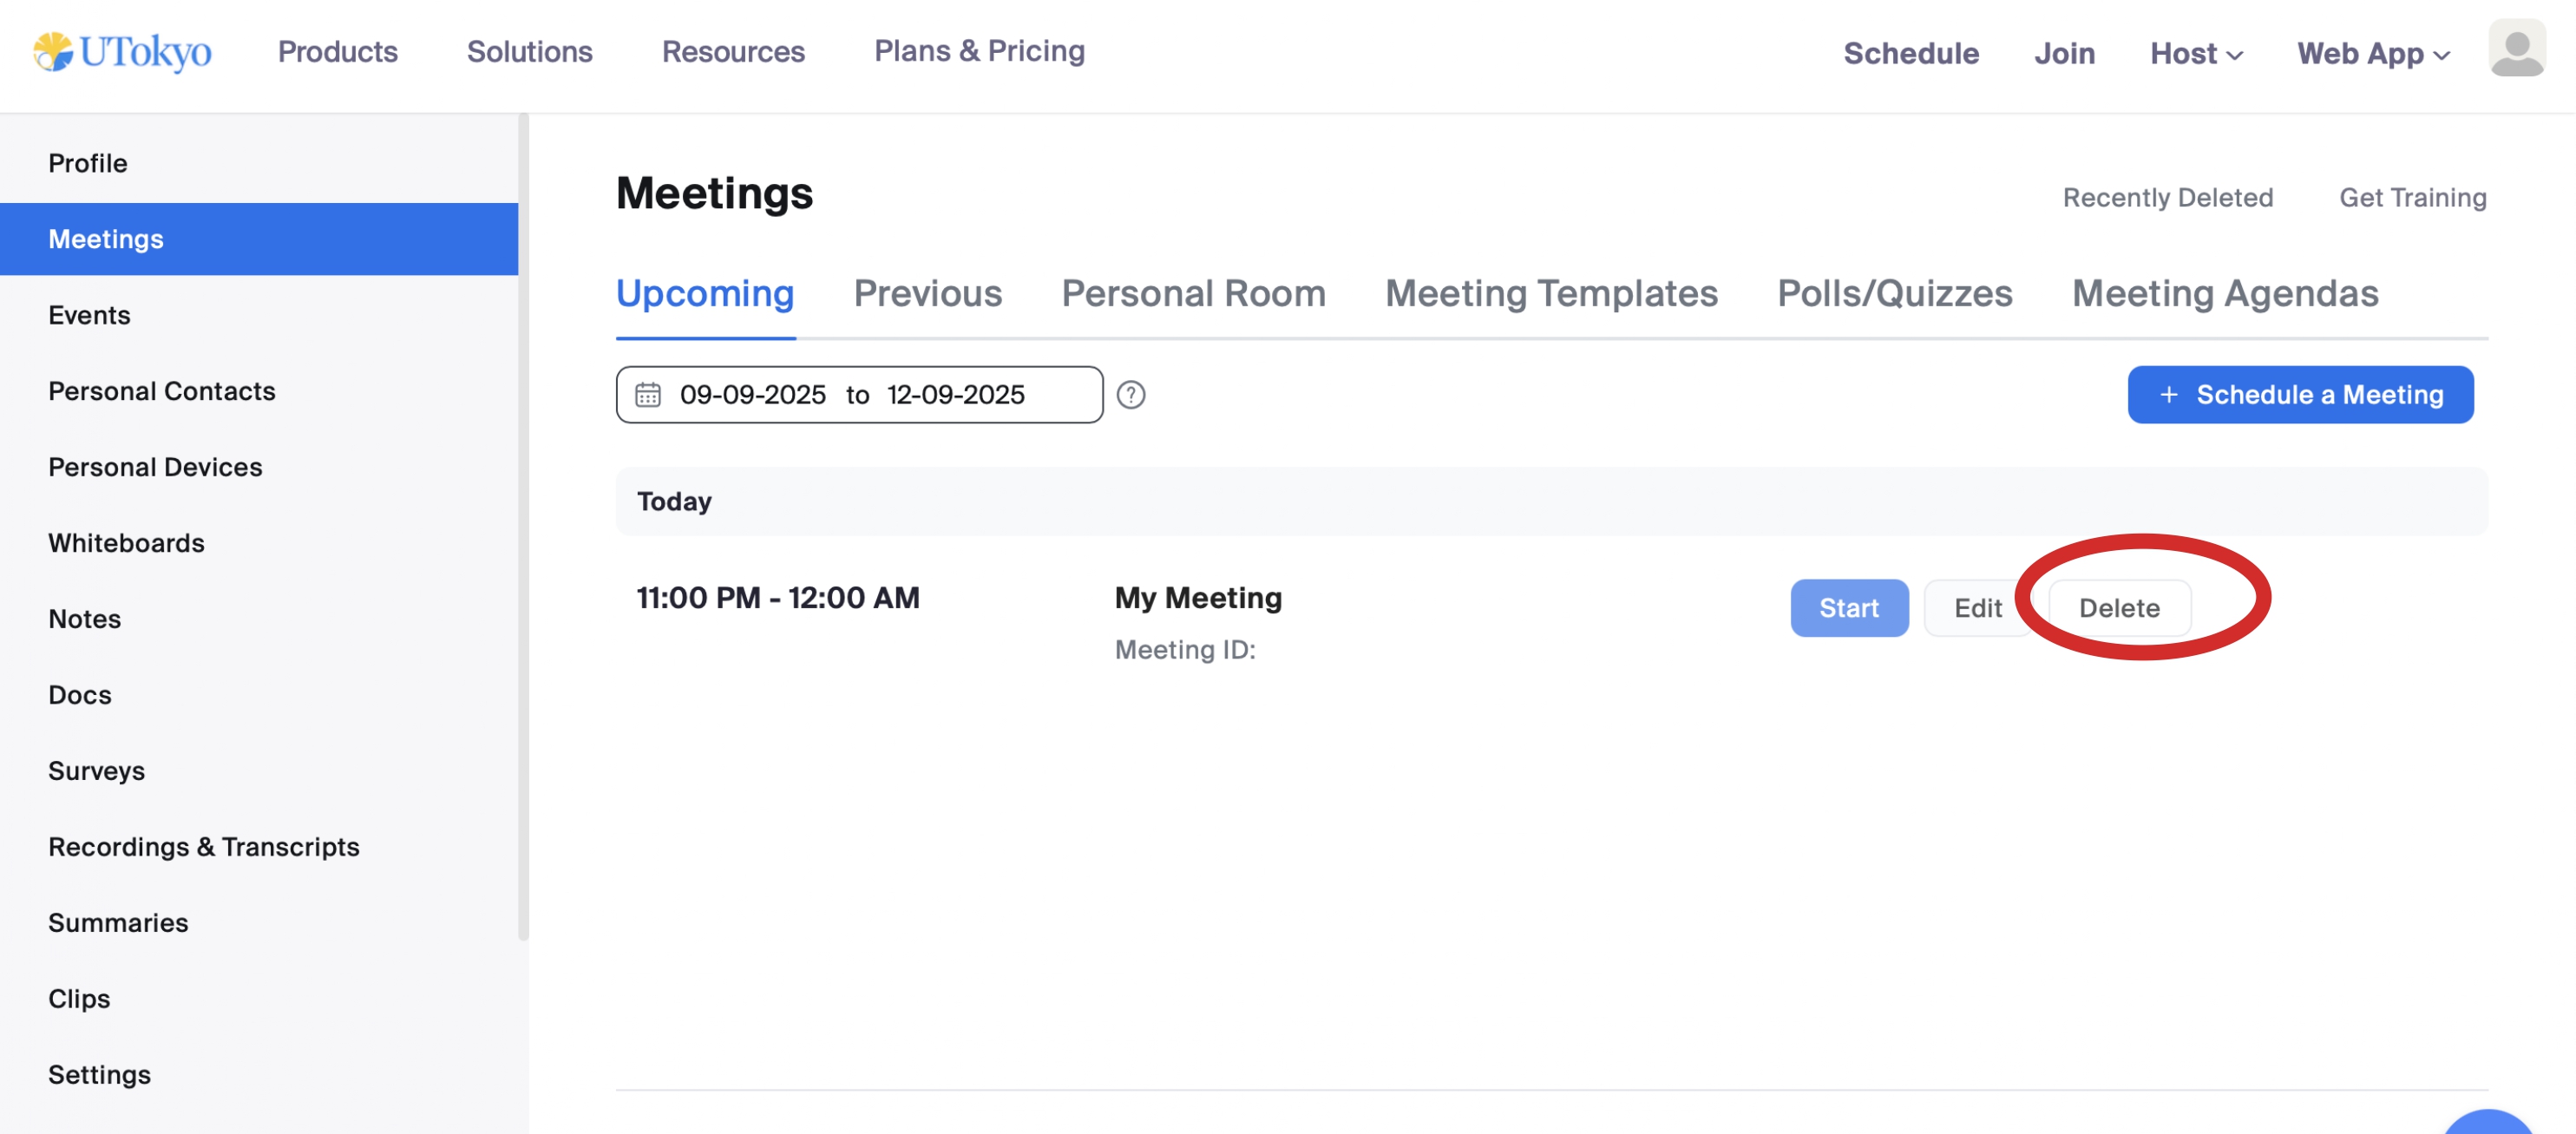 UTokyo Products Solutions Resources Plans & Pricing Schedule Join Host Web App
Profile
Meetings
Events
Personal Contacts
Personal Devices
Whiteboards
Notes
Docs
Surveys
Recordings & Transcripts
Summaries
Clips
Settings
Meetings
Recently Deleted Get Training
Upcoming Previous Personal Room Meeting Templates Polls/Quizzes Meeting Agendas
09-09-2025 to 12-09-2025 ?
+ Schedule a Meeting
Today
11:00 PM - 12:00 AM My Meeting Start Edit Delete
Meeting ID: